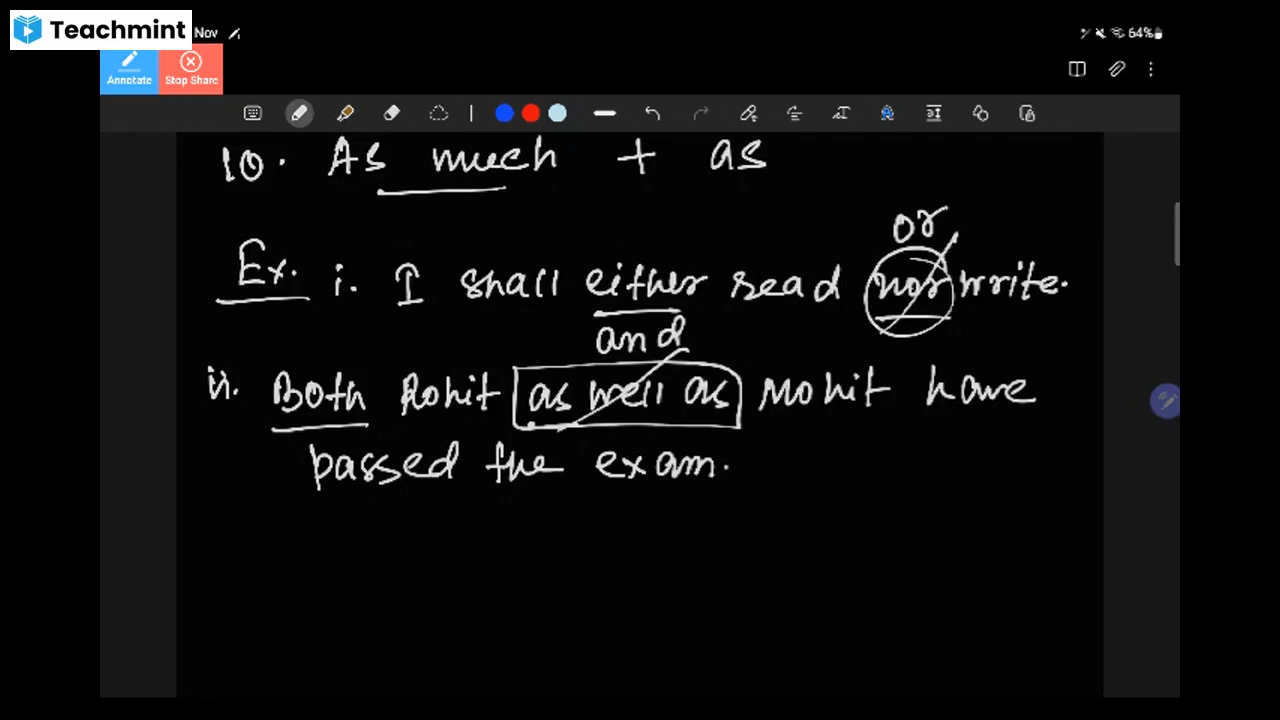 Teachmint
Nov
64%
Annotate
Stop Share
10. As much + as
or
Ex. i. I shall either read nor write.
and
ii. Both Rohit as well as Mohit have
passed the exam.